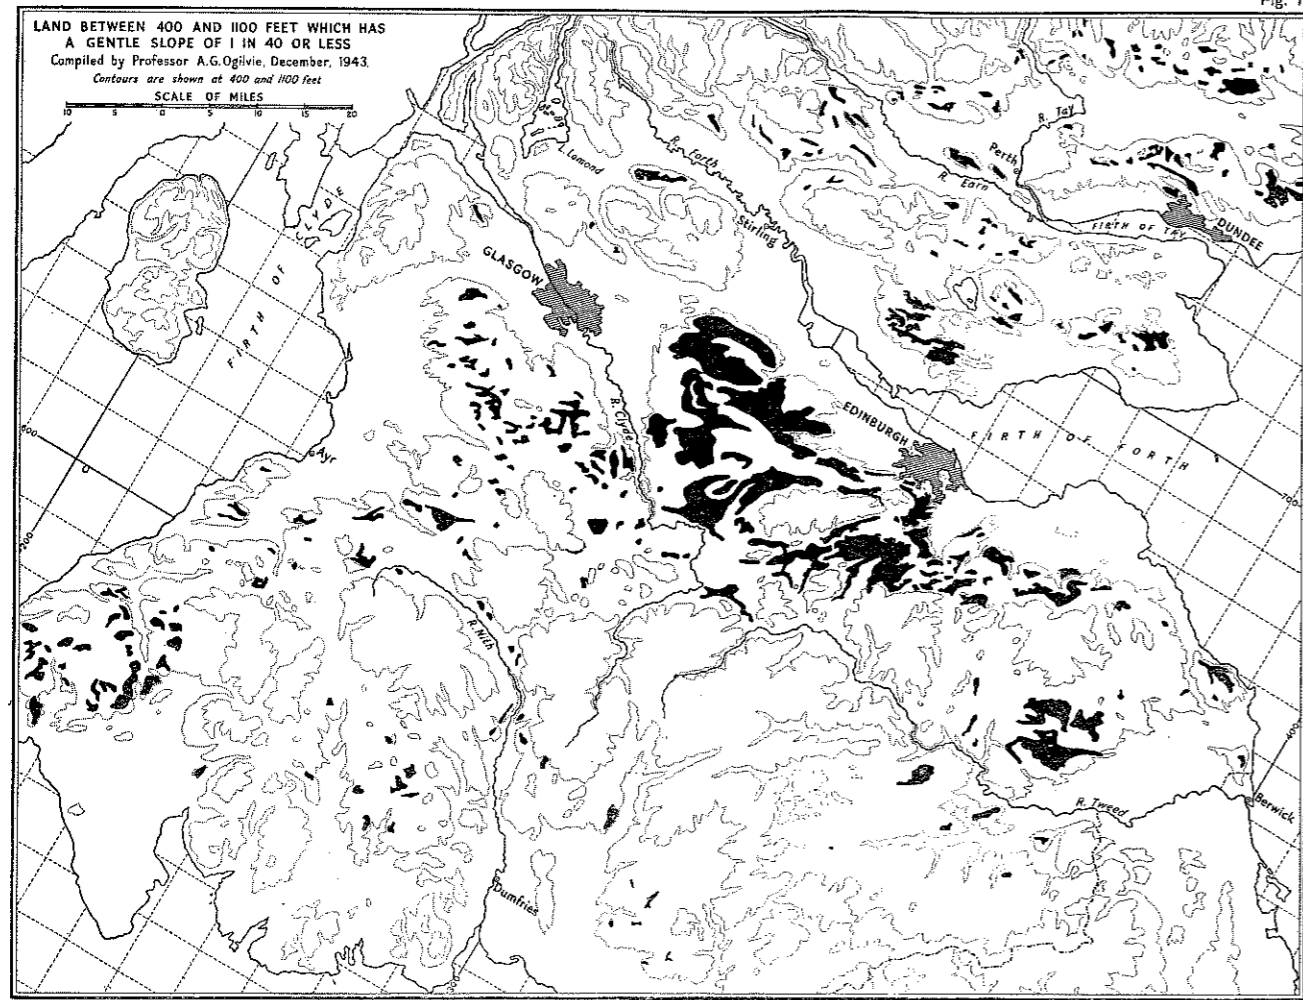 Fig.
LAND BETWEEN 400 AND 1100 FEET WHICH HAS
A GENTLE SLOPE OF 1 IN 40 OR LESS
Compiled by Professor A.G.Ogilvie, December, 1943.
Contours are shown at 400 and 1100 feet
SCALE OF MILES
10 5 0 5 10 15 20
R. Tay
L. Lomond
R. Forth
Perth
R. Earn
CLYDE
Stirling
FIRTH OF TAY
DUNDEE
GLASGOW
FIRTH OF
R. Clyde
EDINBURGH
FIRTH OF FORTH
600
Ayr
0
700
R. Nith
R. Tweed
Berwick
Dumfries